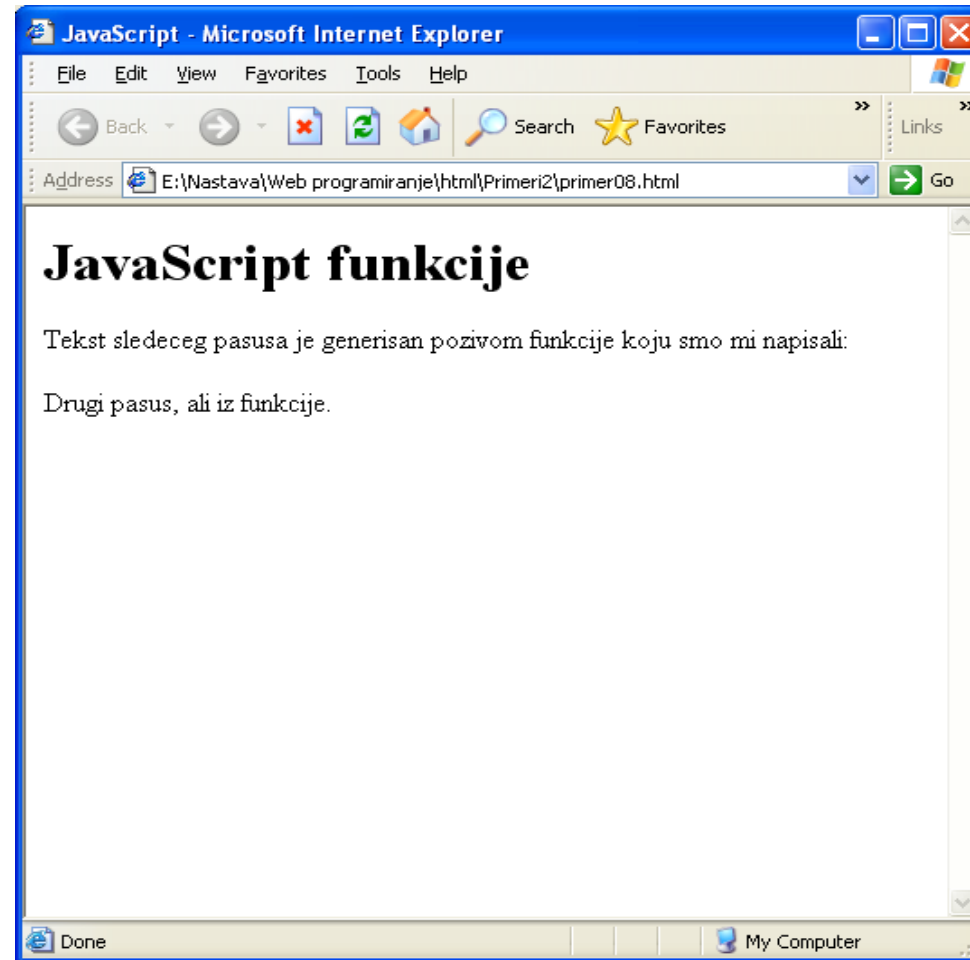 JavaScript - Microsoft Internet Explorer
File Edit View Favorites Tools Help
Back Search Favorites » Links »
Address E:\Nastava\Web programiranje\html\Primeri2\primer08.html Go
JavaScript funkcije
Tekst sledeceg pasusa je generisan pozivom funkcije koju smo mi napisali:
Drugi pasus, ali iz funkcije.
Done My Computer